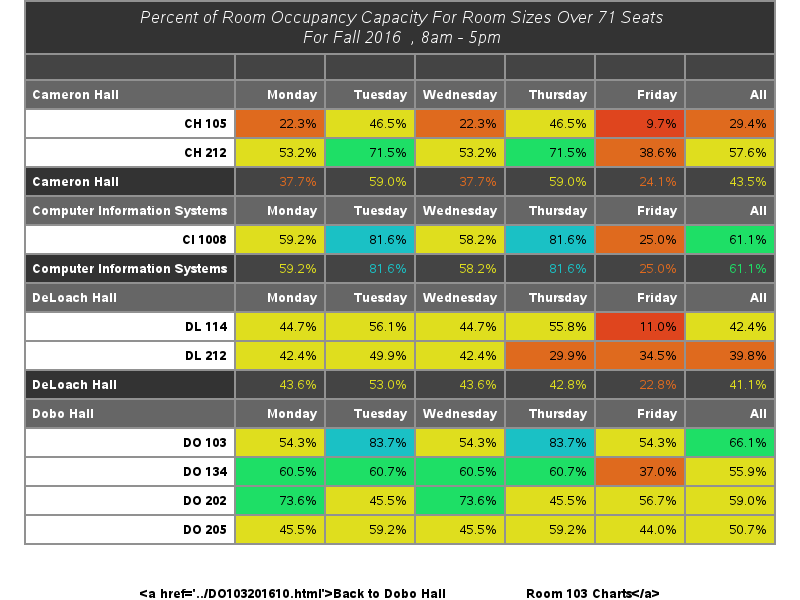 Percent of Room Occupancy Capacity For Room Sizes Over 71 Seats
For Fall 2016 , 8am - 5pm
Cameron Hall Monday Tuesday Wednesday Thursday Friday All
CH 105 22.3% 46.5% 22.3% 46.5% 9.7% 29.4%
CH 212 53.2% 71.5% 53.2% 71.5% 38.6% 57.6%
Cameron Hall 37.7% 59.0% 37.7% 59.0% 24.1% 43.5%
Computer Information Systems Monday Tuesday Wednesday Thursday Friday All
CI 1008 59.2% 81.6% 58.2% 81.6% 25.0% 61.1%
Computer Information Systems 59.2% 81.6% 58.2% 81.6% 25.0% 61.1%
DeLoach Hall Monday Tuesday Wednesday Thursday Friday All
DL 114 44.7% 56.1% 44.7% 55.8% 11.0% 42.4%
DL 212 42.4% 49.9% 42.4% 29.9% 34.5% 39.8%
DeLoach Hall 43.6% 53.0% 43.6% 42.8% 22.8% 41.1%
Dobo Hall Monday Tuesday Wednesday Thursday Friday All
DO 103 54.3% 83.7% 54.3% 83.7% 54.3% 66.1%
DO 134 60.5% 60.7% 60.5% 60.7% 37.0% 55.9%
DO 202 73.6% 45.5% 73.6% 45.5% 56.7% 59.0%
DO 205 45.5% 59.2% 45.5% 59.2% 44.0% 50.7%
<a href='../DO103201610.html'>Back to Dobo Hall Room 103 Charts</a>